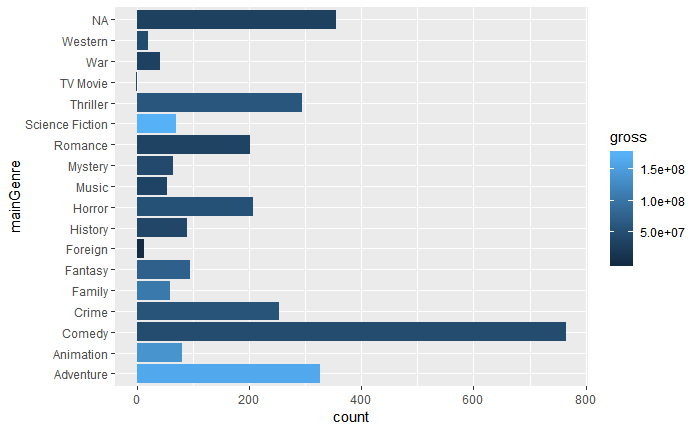 mainGenre
NA
Western
War
TV Movie
Thriller
Science Fiction
Romance
Mystery
Music
Horror
History
Foreign
Fantasy
Family
Crime
Comedy
Animation
Adventure
0 200 400 600 800
count
gross
1.5e+08
1.0e+08
5.0e+07